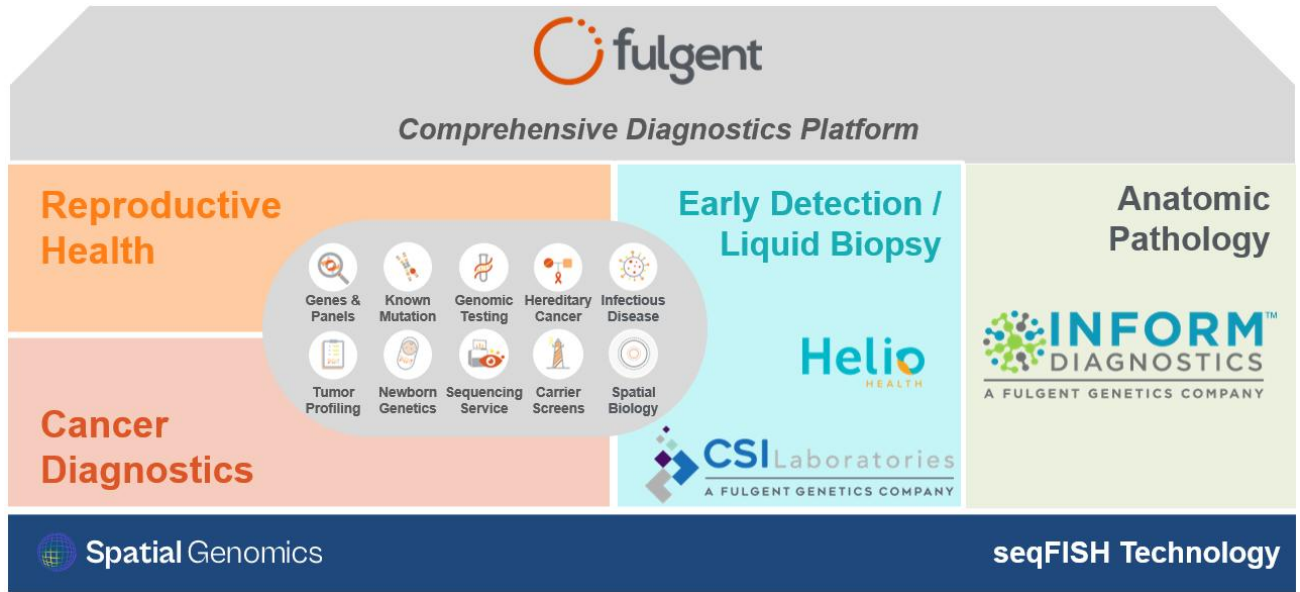 fulgent
Comprehensive Diagnostics Platform
Reproductive
Health
Early Detection /
Liquid Biopsy
Anatomic
Pathology
Genes &
Panels
Known
Mutation
Genomic
Testing
Hereditary
Cancer
Infectious
Disease
Tumor
Profiling
Newborn
Genetics
Sequencing
Service
Carrier
Screens
Spatial
Biology
Cancer
Diagnostics
Helio
HEALTH
CSI Laboratories
A FULGENT GENETICS COMPANY
INFORM™
DIAGNOSTICS
A FULGENT GENETICS COMPANY
Spatial Genomics
seqFISH Technology